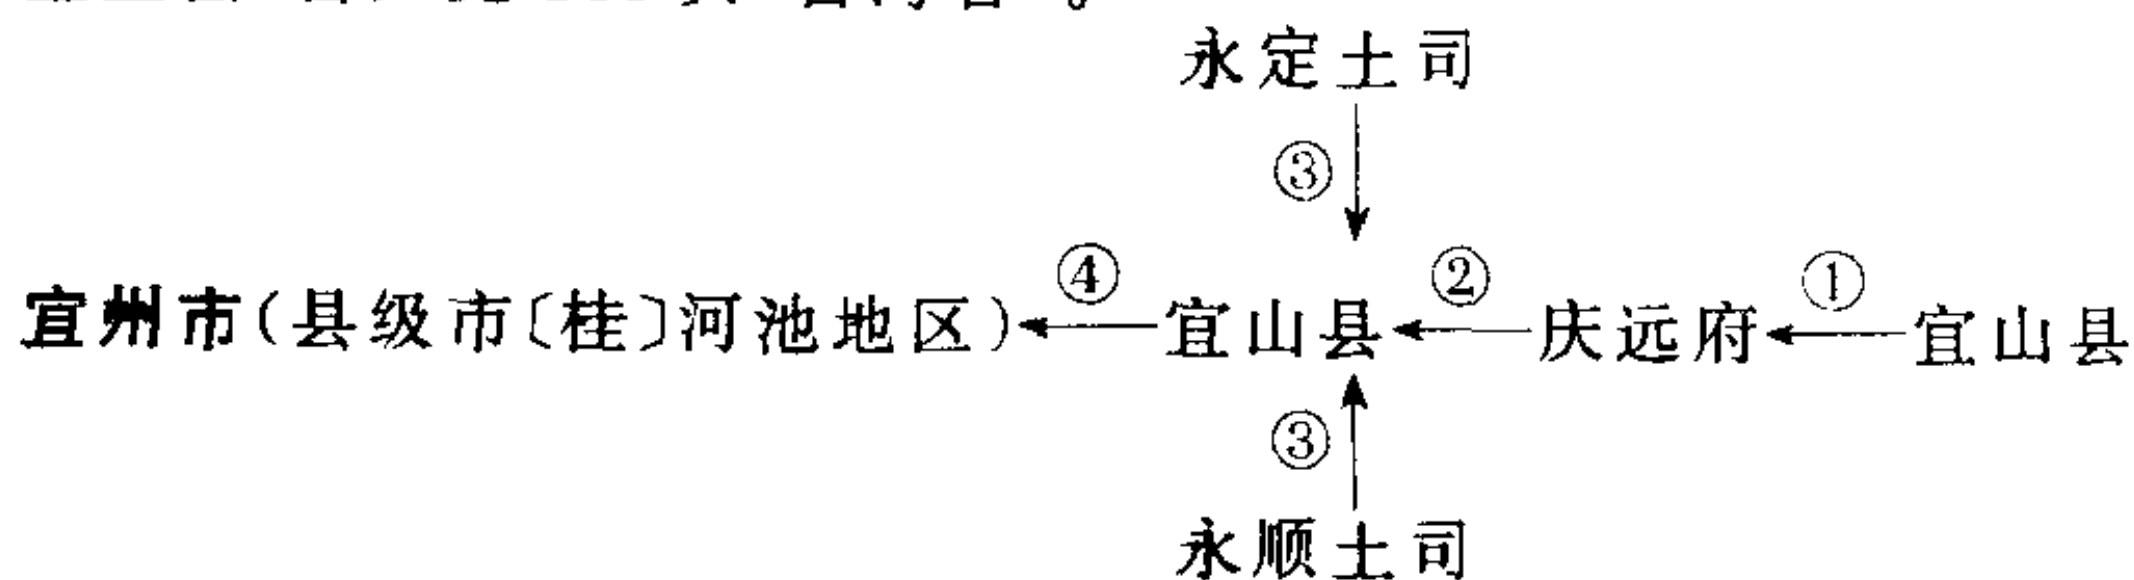 永定土司
③
④ ② ①
宜州市(县级市〔桂〕河池地区) 宜山县 庆远府 宜山县
③
永顺土司